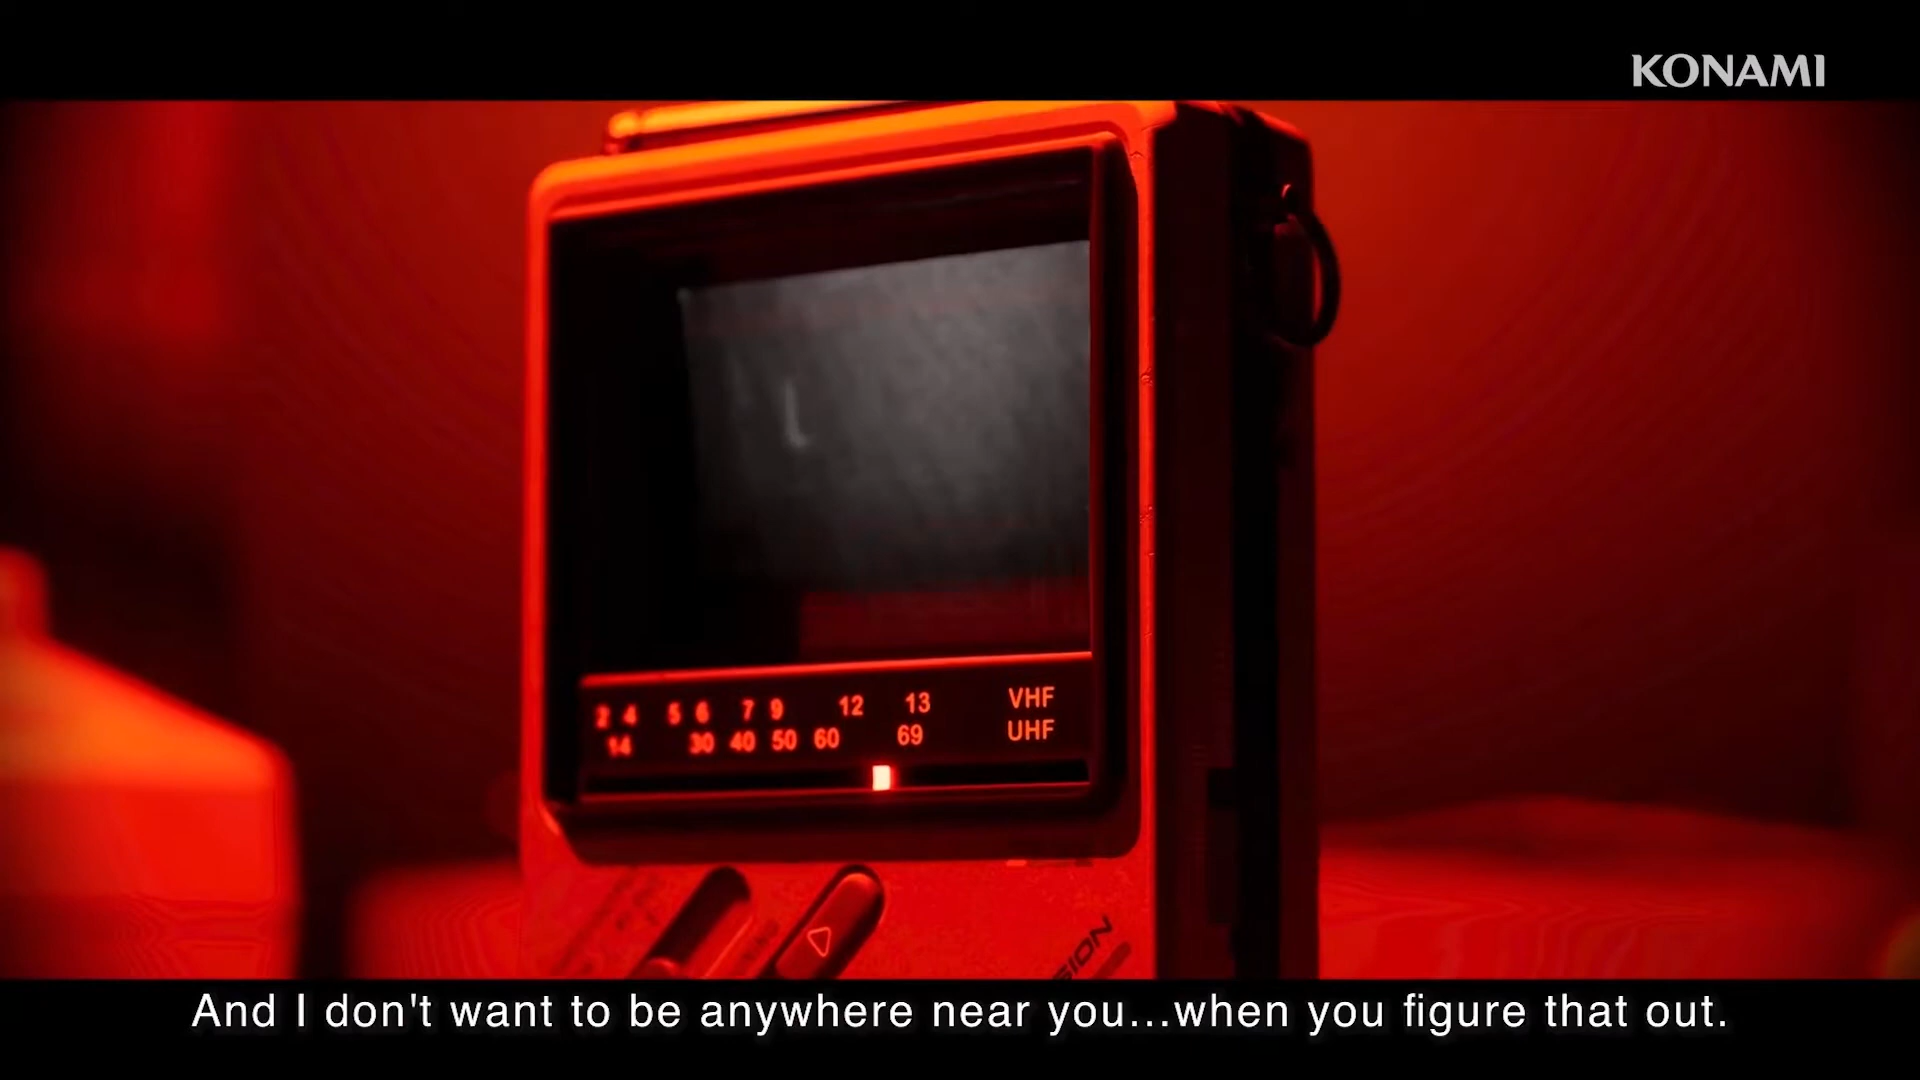 KONAMI
2 4 5 6 7 9 12 13 VHF
14 30 40 50 60 69 UHF
And I don't want to be anywhere near you...when you figure that out.